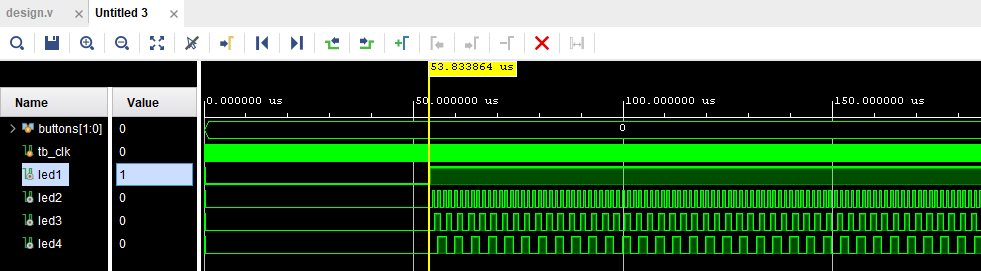 design.v
Untitled 3
53.833864 us
0.000000 us
50.000000 us
100.000000 us
150.000000 us
Name
Value
buttons[1:0]
0
0
tb_clk
0
led1
1
led2
0
led3
0
led4
0